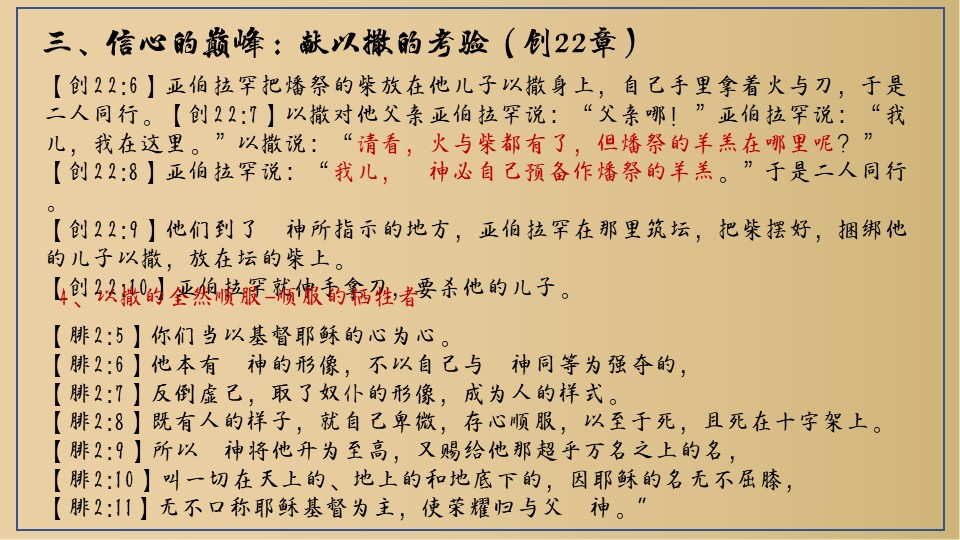 三、信心的巅峰：献以撒的考验（创22章）
【创22:6】亚伯拉罕把燔祭的柴放在他儿子以撒身上，自己手里拿着火与刀，于是
二人同行。【创22:7】以撒对他父亲亚伯拉罕说：“父亲哪！”亚伯拉罕说：“我
儿，我在这里。”以撒说：“请看，火与柴都有了，但燔祭的羊羔在哪里呢？”
【创22:8】亚伯拉罕说：“我儿，　神必自己预备作燔祭的羊羔。”于是二人同行
。
【创22:9】他们到了　神所指示的地方，亚伯拉罕在那里筑坛，把柴摆好，捆绑他
的儿子以撒，放在坛的柴上。
【创22:10】亚伯拉罕就伸手拿刀，要杀他的儿子。
4、以撒的全然顺服-顺服的牺牲者
【腓2:5】你们当以基督耶稣的心为心。
【腓2:6】他本有　神的形像，不以自己与　神同等为强夺的，
【腓2:7】反倒虚己，取了奴仆的形像，成为人的样式。
【腓2:8】既有人的样子，就自己卑微，存心顺服，以至于死，且死在十字架上。
【腓2:9】所以　神将他升为至高，又赐给他那超乎万名之上的名，
【腓2:10】叫一切在天上的、地上的和地底下的，因耶稣的名无不屈膝，
【腓2:11】无不口称耶稣基督为主，使荣耀归与父　神。”